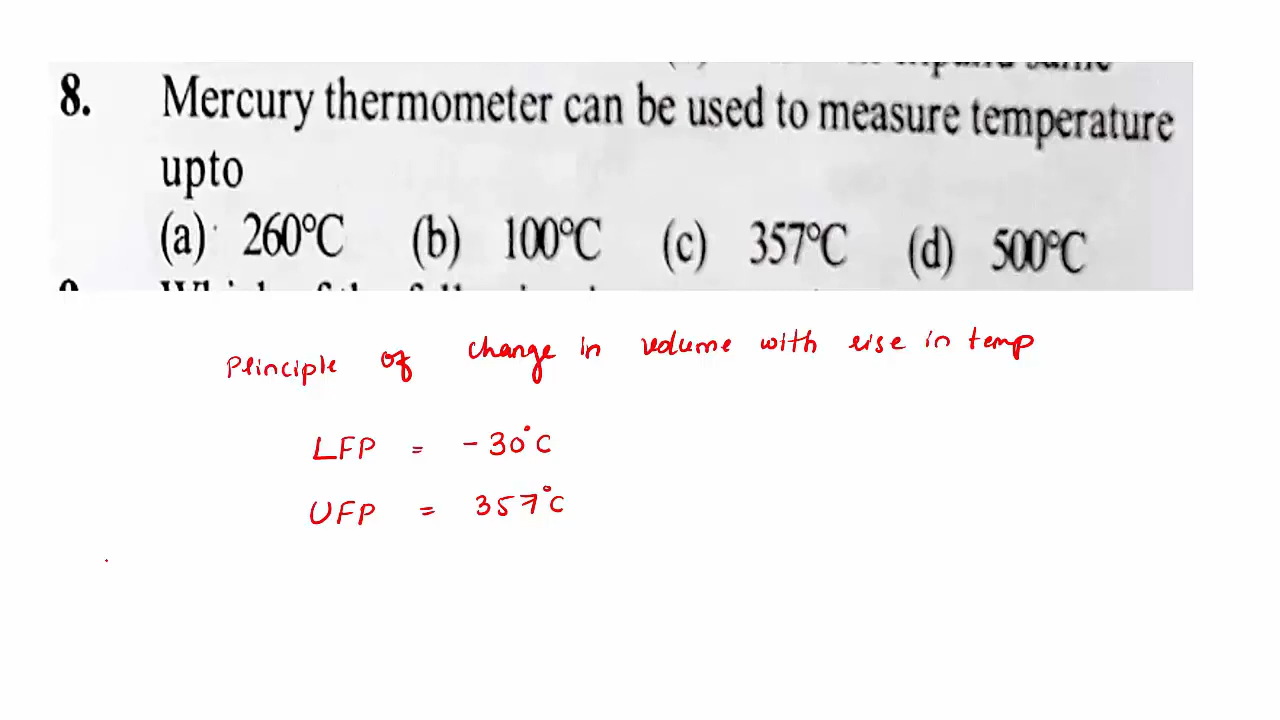 8. Mercury thermometer can be used to measure temperature
upto
(a) 260°C (b) 100°C (c) 357°C (d) 500°C
Principle of change in volume with rise in temp
LFP = -30°C
UFP = 357°C